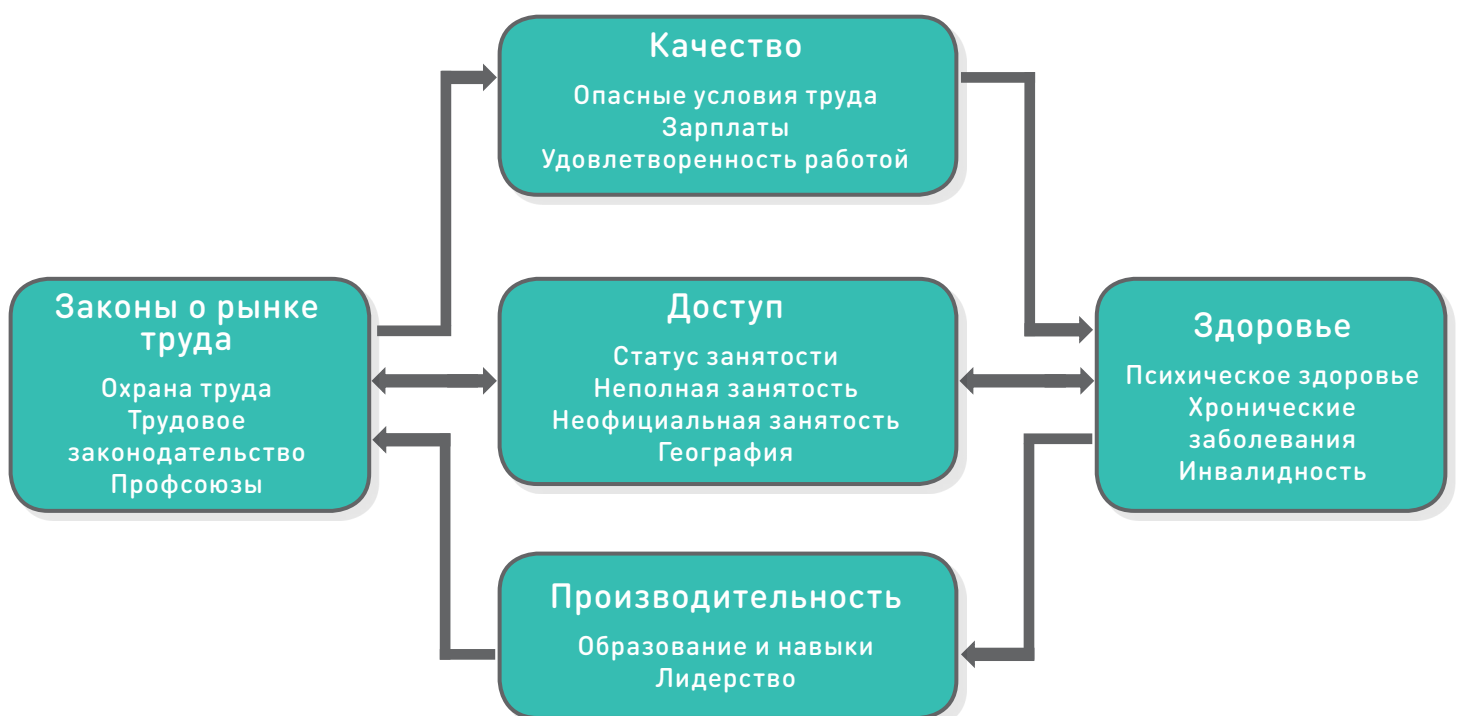 Качество
Опасные условия труда
Зарплаты
Удовлетворенность работой
Законы о рынке
труда
Охрана труда
Трудовое
законодательство
Профсоюзы
Доступ
Статус занятости
Неполная занятость
Неофициальная занятость
География
Здоровье
Психическое здоровье
Хронические
заболевания
Инвалидность
Производительность
Образование и навыки
Лидерство